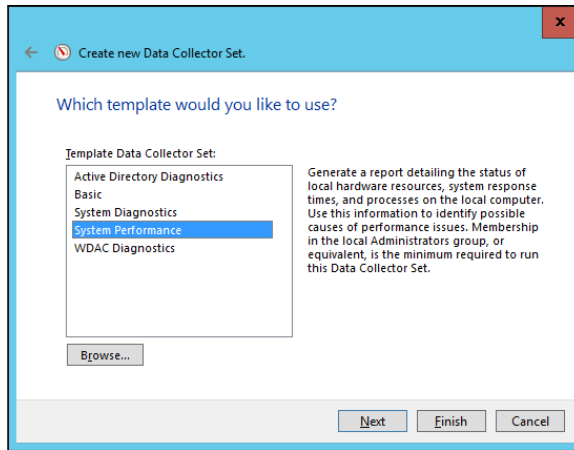 x
Create new Data Collector Set.
Which template would you like to use?
Template Data Collector Set:
Active Directory Diagnostics
Basic
System Diagnostics
System Performance
WDAC Diagnostics
Generate a report detailing the status of
local hardware resources, system response
times, and processes on the local computer.
Use this information to identify possible
causes of performance issues. Membership
in the local Administrators group, or
equivalent, is the minimum required to run
this Data Collector Set.
Browse...
Next Finish Cancel